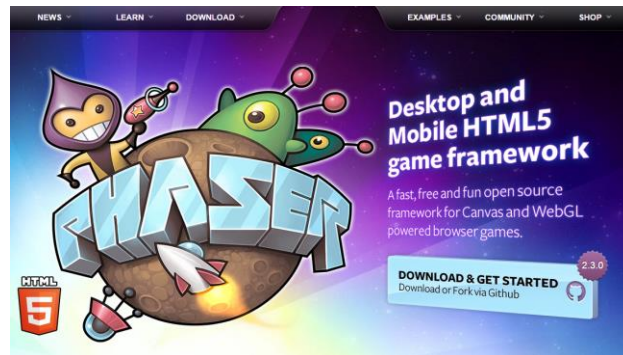 NEWS LEARN DOWNLOAD EXAMPLES COMMUNITY SHOP
PHASER
Desktop and
Mobile HTML5
game framework
A fast, free and fun open source
framework for Canvas and WebGL
powered browser games.
2.3.0
DOWNLOAD & GET STARTED
Download or Fork via Github
HTML
5